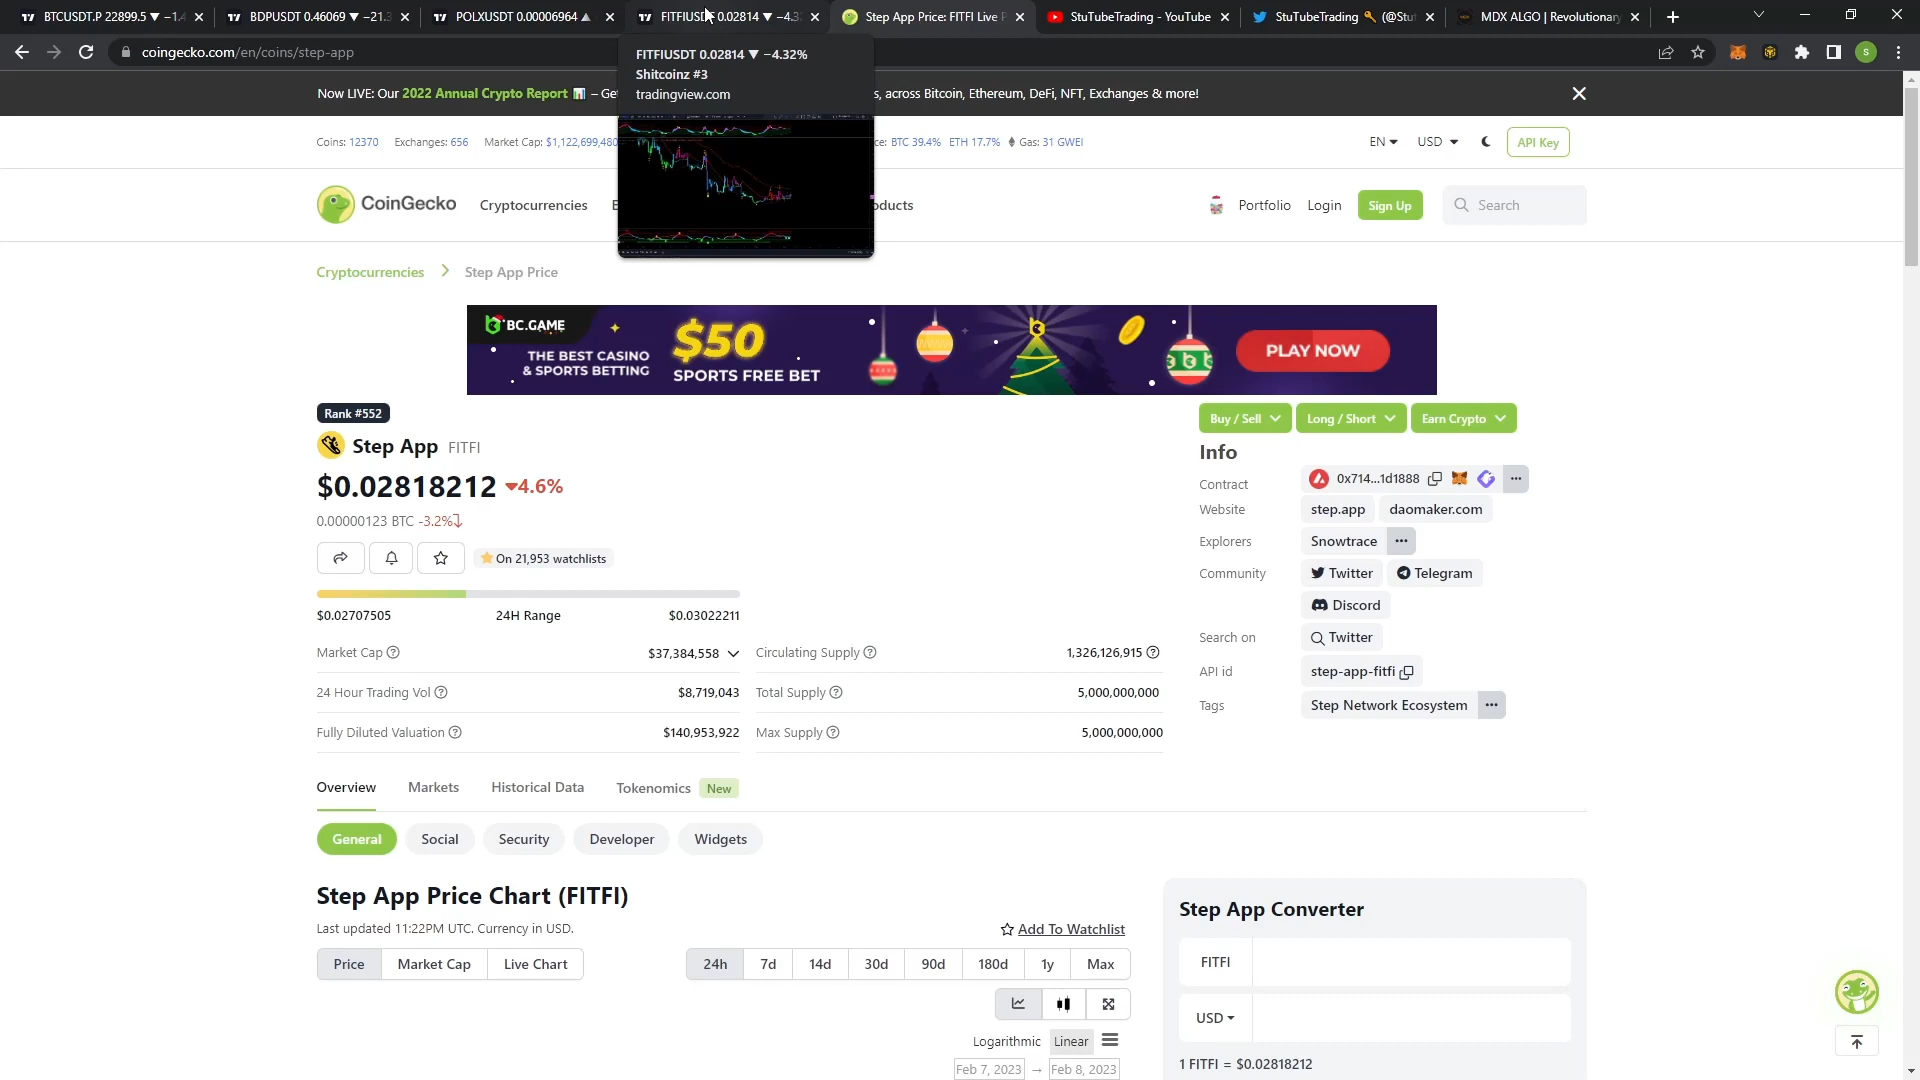 BTCUSDT.P 22899.5 ▼ −1.4
BDPUSDT 0.46069 ▼ −21.3
POLXUSDT 0.00006964 ▲
FITFIUSDT 0.02814 ▼ −4.3
Step App Price: FITFI Live P
StuTubeTrading - YouTube
StuTubeTrading 🔑 (@Stut
MDX ALGO | Revolutionary
coingecko.com/en/coins/step-app
FITFIUSDT 0.02814 ▼ −4.32%
Shitcoinz #3
tradingview.com
Now LIVE: Our 2022 Annual Crypto Report 📊 – Get
s, across Bitcoin, Ethereum, DeFi, NFT, Exchanges & more!
Coins: 12370 Exchanges: 656 Market Cap: $1,122,699,480
ce: BTC 39.4% ETH 17.7% Gas: 31 GWEI
EN USD API Key
CoinGecko Cryptocurrencies E
oducts
Portfolio Login Sign Up Search
Cryptocurrencies > Step App Price
BC.GAME
THE BEST CASINO
& SPORTS BETTING
$50
SPORTS FREE BET
PLAY NOW
Rank #552
Step App FITFI
$0.02818212 ▼4.6%
0.00000123 BTC -3.2%
On 21,953 watchlists
$0.02707505 24H Range $0.03022211
Market Cap $37,384,558
Circulating Supply 1,326,126,915
24 Hour Trading Vol $8,719,043
Total Supply 5,000,000,000
Fully Diluted Valuation $140,953,922
Max Supply 5,000,000,000
Buy / Sell Long / Short Earn Crypto
Info
Contract 0x714...1d1888 ...
Website step.app daomaker.com
Explorers Snowtrace ...
Community Twitter Telegram
Discord
Search on Twitter
API id step-app-fitfi
Tags Step Network Ecosystem ...
Overview Markets Historical Data Tokenomics New
General Social Security Developer Widgets
Step App Price Chart (FITFI)
Last updated 11:22PM UTC. Currency in USD.
Add To Watchlist
Price Market Cap Live Chart
24h 7d 14d 30d 90d 180d 1y Max
Logarithmic Linear
Feb 7, 2023 → Feb 8, 2023
Step App Converter
FITFI
USD
1 FITFI = $0.02818212